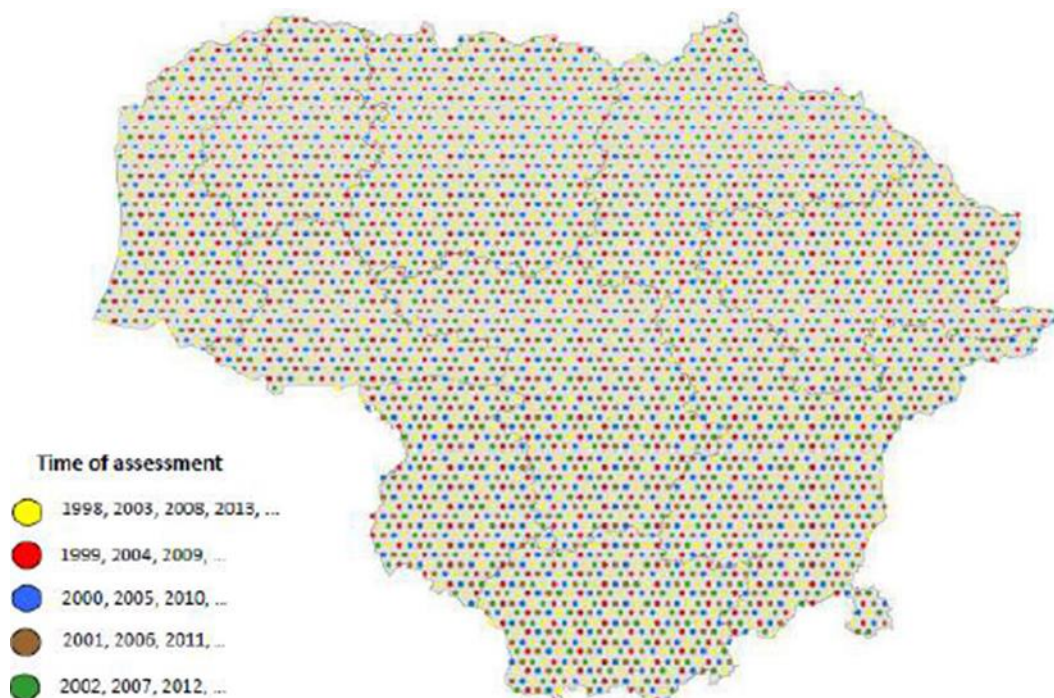 Time of assessment
1998, 2003, 2008, 2013, ...
1999, 2004, 2009, ...
2000, 2005, 2010, ...
2001, 2006, 2011, ...
2002, 2007, 2012, ...